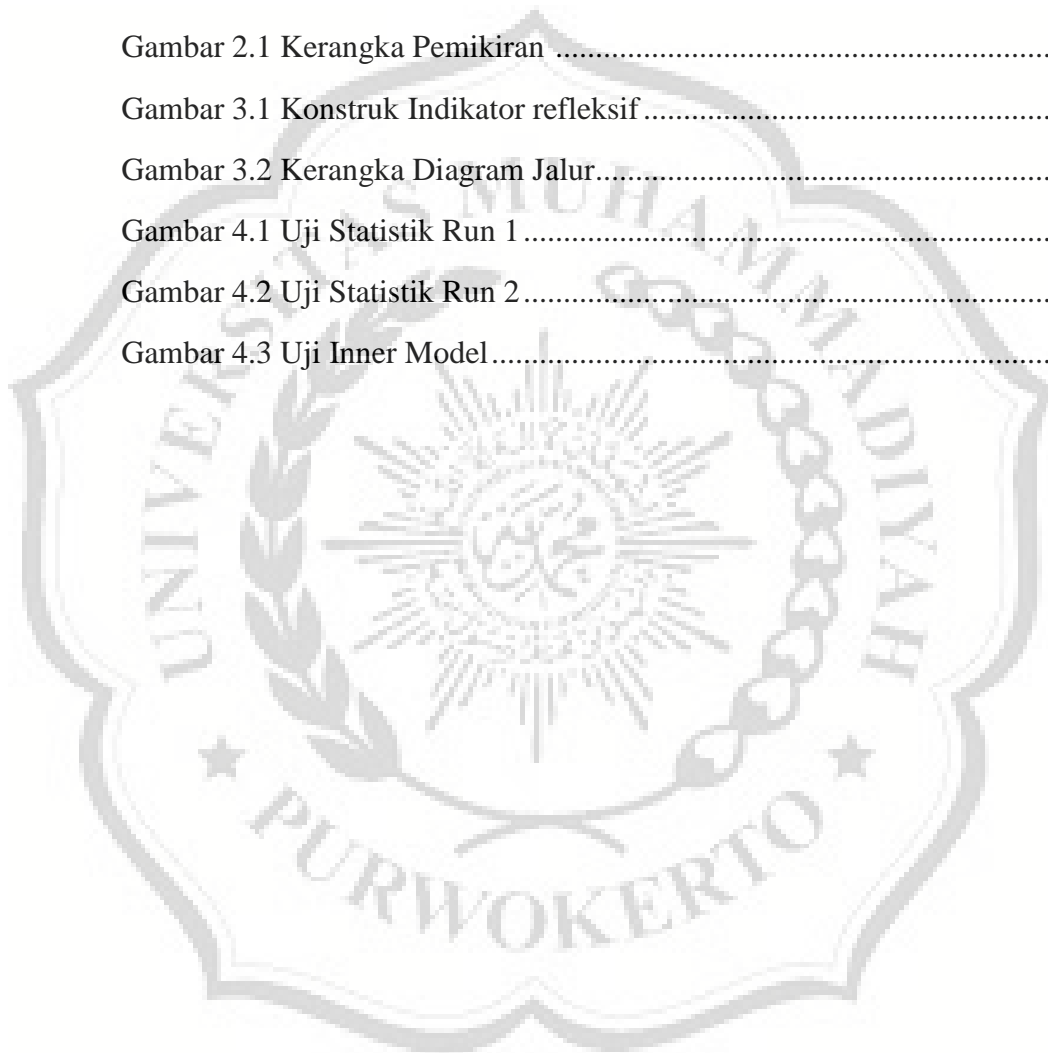 Gambar 2.1 Kerangka Pemikiran ....................................................
Gambar 3.1 Konstruk Indikator refleksif ...........................................
Gambar 3.2 Kerangka Diagram Jalur................................................
Gambar 4.1 Uji Statistik Run 1 ........................................................
Gambar 4.2 Uji Statistik Run 2 ........................................................
Gambar 4.3 Uji Inner Model ...........................................................
UNIVERSITAS MUHAMMADIYAH
★ PURWOKERTO ★